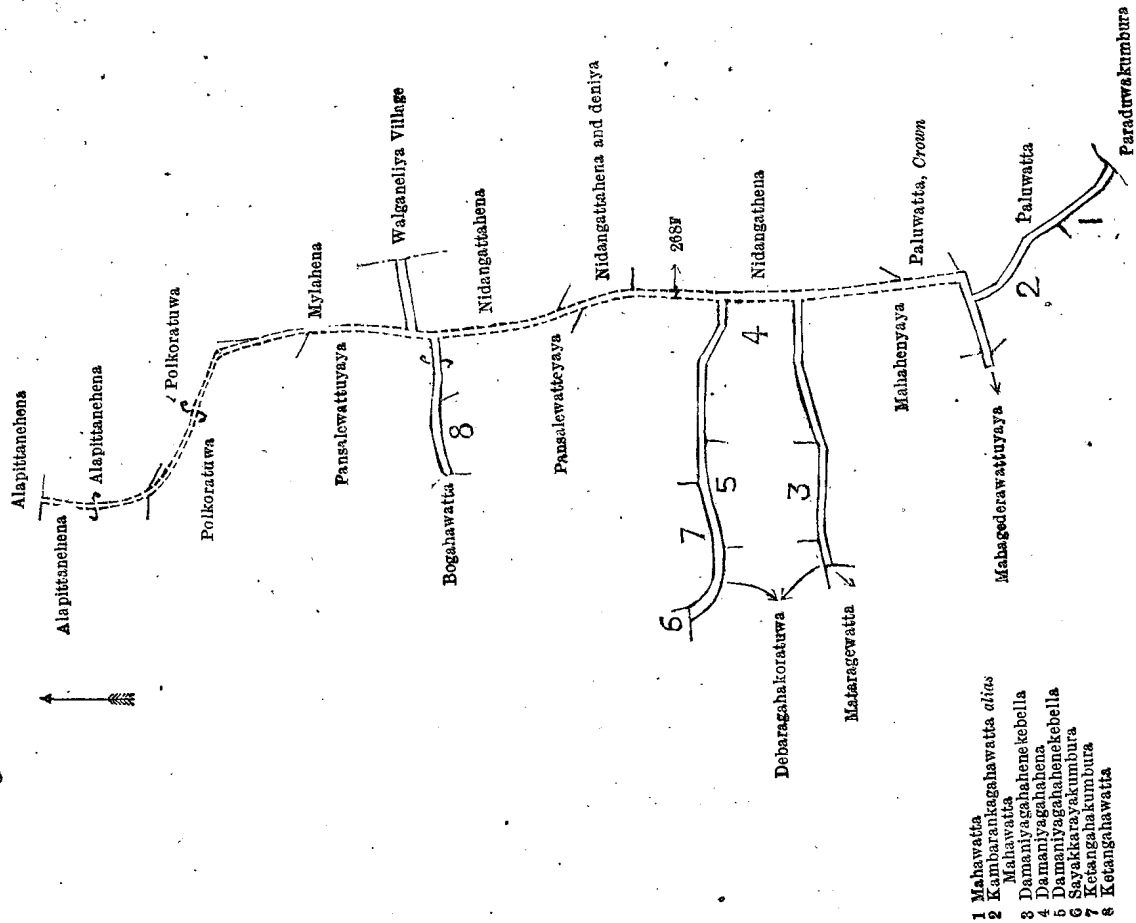 Alapittanehena
Alapittanehena
Alapittanehena
Polkoratuwa
Polkoratuwa
Mylahena
Pansalewattuyaya
Walganeliya Village
8
Bogahawatta
Nidangattahena
Pansalewatteyaya
Nidangattahena and deniya
268F
Nidangathena
4
5
7
6
3
Debaragahakoratuwa
Mataragewatta
Mahahenyaya
Paluwatta, Crown
Mahagederawattuyaya
2
Paluwatta
1
Paraduwakumbura
1 Mahawatta
2 Kambarankagahawatta alias
Mahawatta
3 Damaniyagahahenekebella
4 Damaniyagahahena
5 Damaniyagahahenekebella
6 Sayakkarayakumbura
7 Ketangahakumbura
8 Ketangahawatta